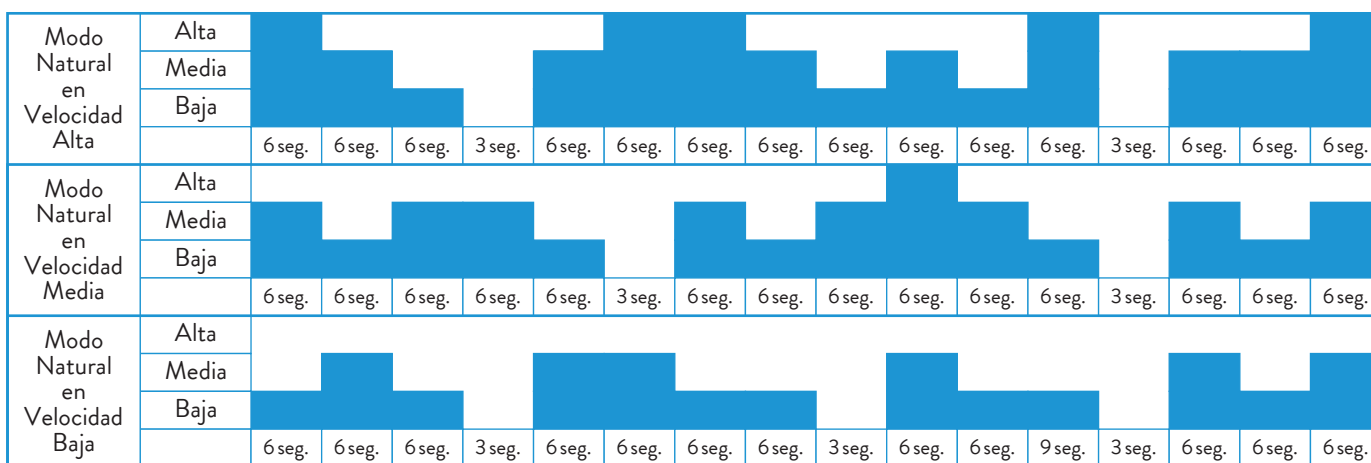 Modo Natural en Velocidad Alta
Alta
Media
Baja
6 seg. 6 seg. 6 seg. 3 seg. 6 seg. 6 seg. 6 seg. 6 seg. 6 seg. 6 seg. 6 seg. 9 seg. 3 seg. 6 seg. 6 seg. 6 seg.
Modo Natural en Velocidad Media
Alta
Media
Baja
6 seg. 6 seg. 6 seg. 6 seg. 6 seg. 3 seg. 6 seg. 6 seg. 6 seg. 6 seg. 6 seg. 9 seg. 3 seg. 6 seg. 6 seg. 6 seg.
Modo Natural en Velocidad Baja
Alta
Media
Baja
6 seg. 6 seg. 6 seg. 3 seg. 6 seg. 6 seg. 6 seg. 6 seg. 3 seg. 6 seg. 6 seg. 9 seg. 3 seg. 6 seg. 6 seg. 6 seg.